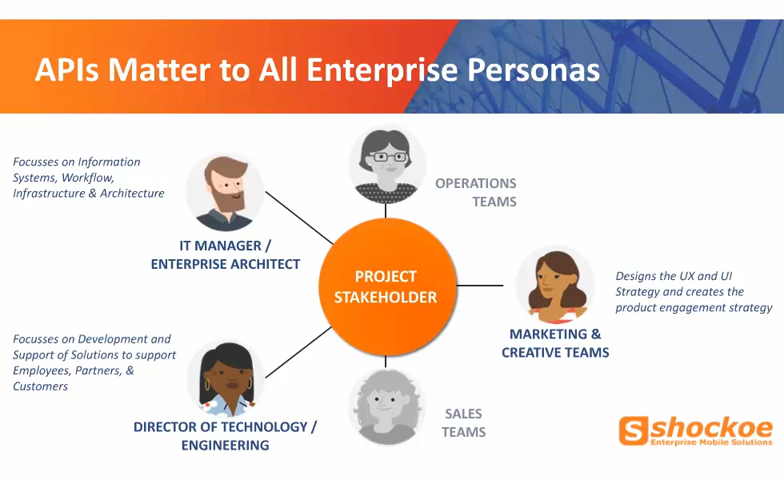 APIs Matter to All Enterprise Personas
Focusses on Information
Systems, Workflow,
Infrastructure & Architecture
IT MANAGER /
ENTERPRISE ARCHITECT
OPERATIONS
TEAMS
PROJECT
STAKEHOLDER
Designs the UX and UI
Strategy and creates the
product engagement strategy
MARKETING &
CREATIVE TEAMS
Focusses on Development and
Support of Solutions to support
Employees, Partners, &
Customers
DIRECTOR OF TECHNOLOGY /
ENGINEERING
SALES
TEAMS
shockoe
Enterprise Mobile Solutions